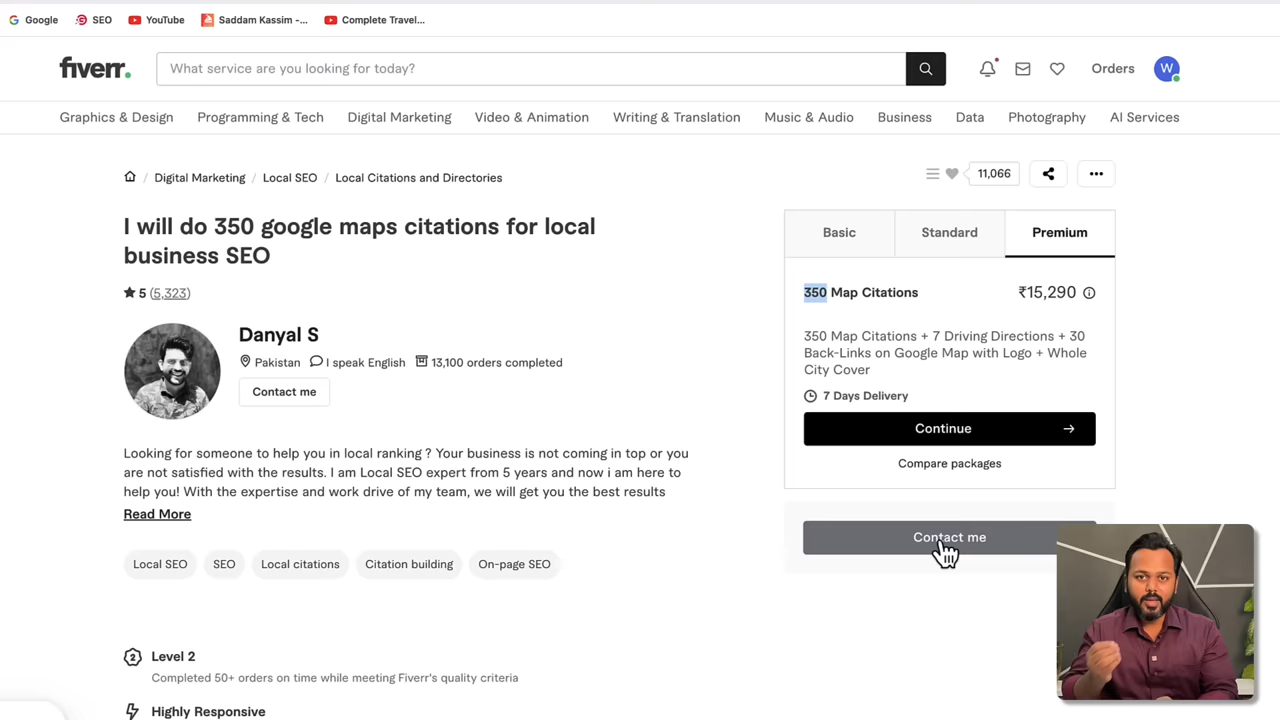 Google
SEO
YouTube
Saddam Kassim -...
Complete Travel...
fiverr.
What service are you looking for today?
Orders
W
Graphics & Design
Programming & Tech
Digital Marketing
Video & Animation
Writing & Translation
Music & Audio
Business
Data
Photography
AI Services
/ Digital Marketing / Local SEO / Local Citations and Directories
11,066
I will do 350 google maps citations for local
business SEO
5 (5,323)
Danyal S
Pakistan
I speak English
13,100 orders completed
Contact me
Looking for someone to help you in local ranking ? Your business is not coming in top or you
are not satisfied with the results. I am Local SEO expert from 5 years and now i am here to
help you! With the expertise and work drive of my team, we will get you the best results
Read More
Local SEO
SEO
Local citations
Citation building
On-page SEO
2
Level 2
Completed 50+ orders on time while meeting Fiverr's quality criteria
Highly Responsive
Basic
Standard
Premium
350 Map Citations
₹15,290
350 Map Citations + 7 Driving Directions + 30
Back-Links on Google Map with Logo + Whole
City Cover
7 Days Delivery
Continue
Compare packages
Contact me